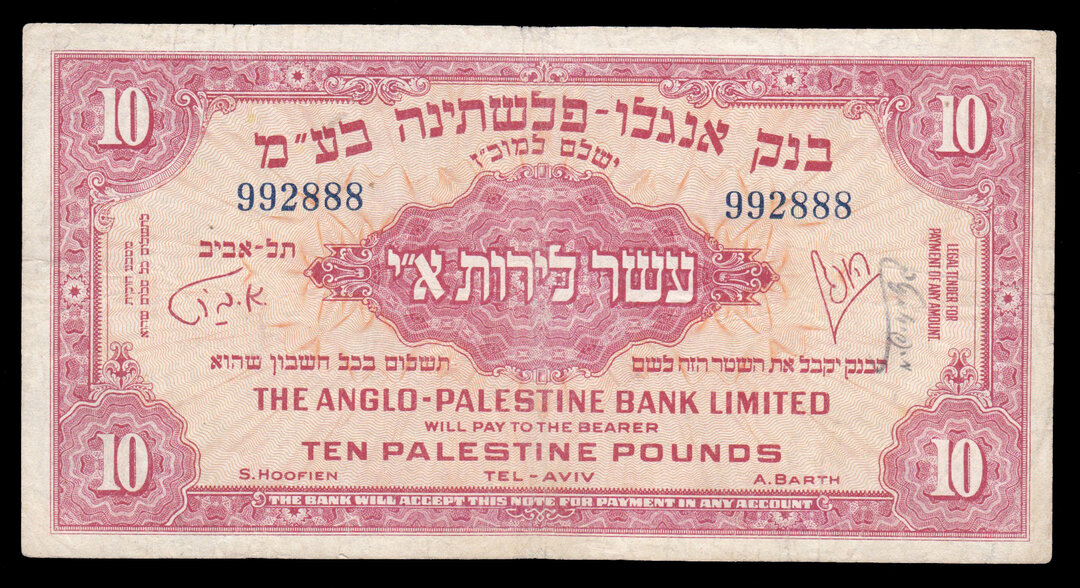 10
10
בנק אנגלו-פלשתינה בע״מ
ישלם למוכ״ז
992888
992888
תל-אביב
עשר לירות א״י
LEGAL TENDER FOR
PAYMENT OF ANY AMOUNT
תשלום בכל חשבון שהוא
הבנק יקבל את השטר הזה לשם
THE ANGLO-PALESTINE BANK LIMITED
WILL PAY TO THE BEARER
TEN PALESTINE POUNDS
S. HOOFIEN
TEL-AVIV
A. BARTH
10
10
THE BANK WILL ACCEPT THIS NOTE FOR PAYMENT IN ANY ACCOUNT